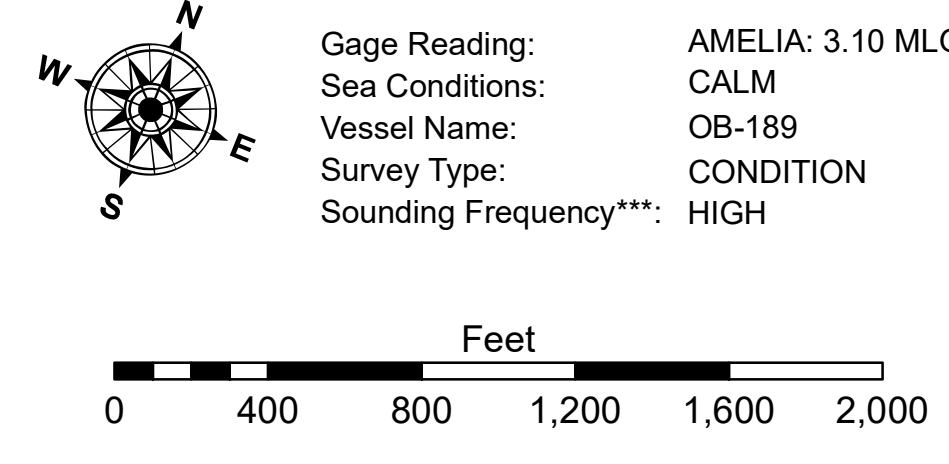 N
W
E
S
Gage Reading: AMELIA: 3.10
Sea Conditions: CALM
Vessel Name: OB-189
Survey Type: CONDITION
Sounding Frequency***: HIGH
Feet
0 400 800 1,200 1,600 2,000